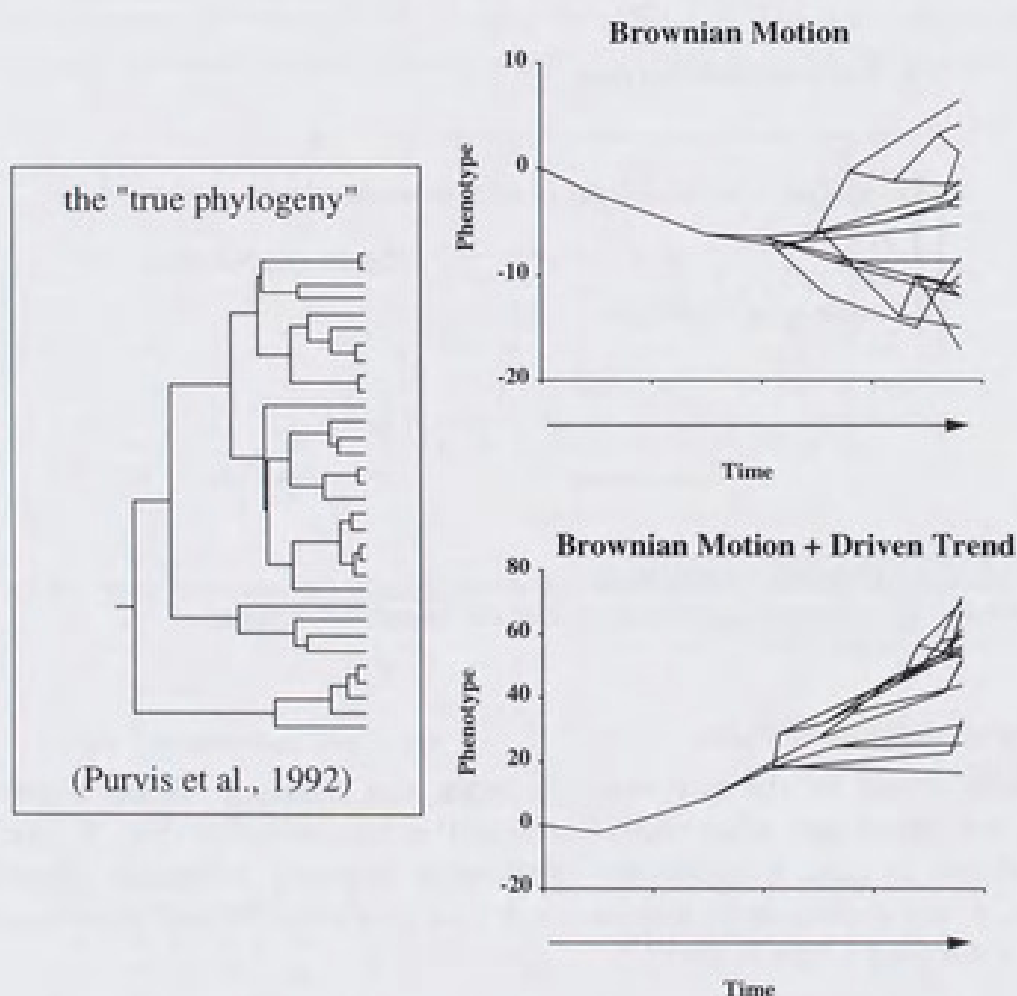 the "true phylogeny"
(Purvis et al., 1992)
Brownian Motion
10
0
-10
-20
Phenotype
Time
Brownian Motion + Driven Trend
80
60
40
20
0
-20
Phenotype
Time